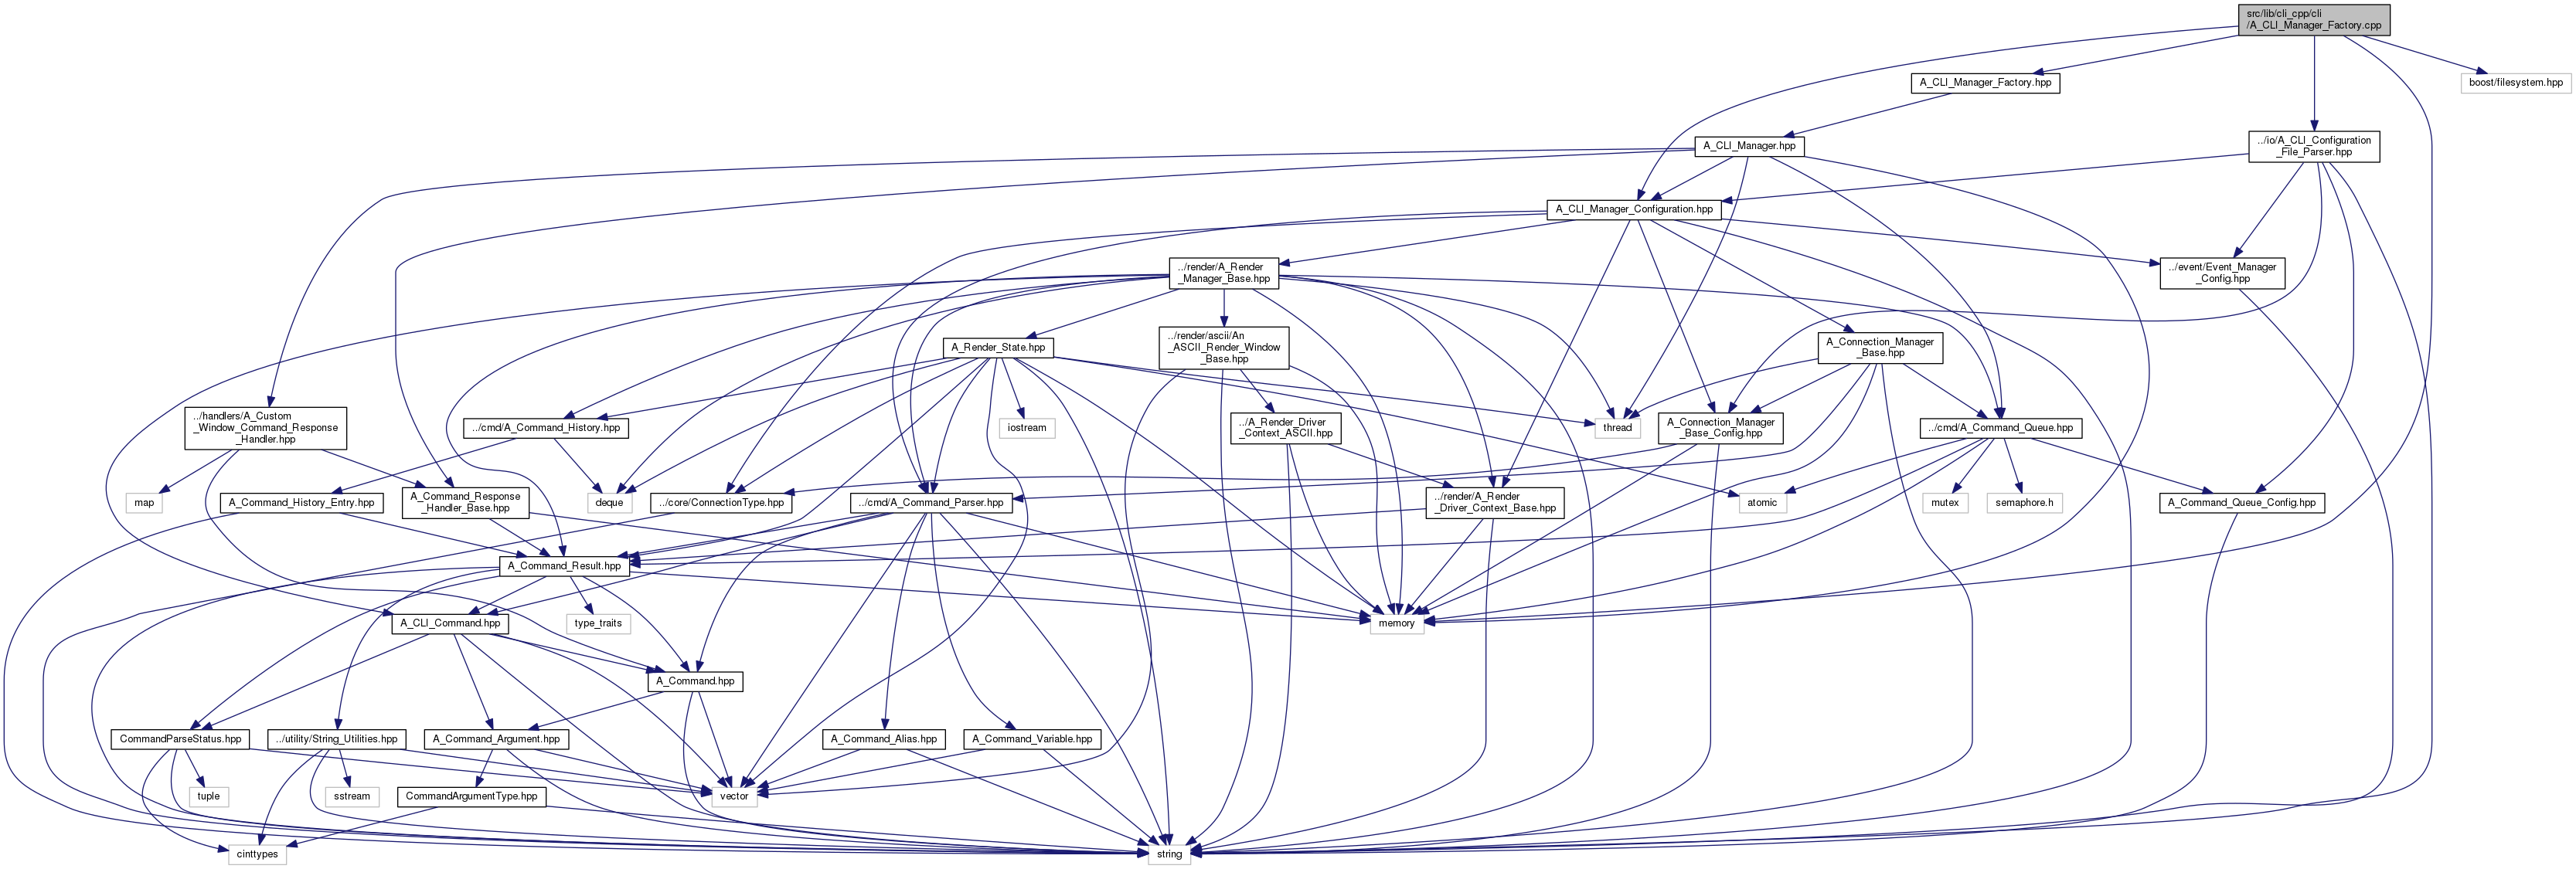 src/lib/cli_cpp/cli
/A_CLI_Manager_Factory.cpp
A_CLI_Manager_Factory.hpp
boost/filesystem.hpp
A_CLI_Manager.hpp
../io/A_CLI_Configuration
_File_Parser.hpp
A_CLI_Manager_Configuration.hpp
../render/A_Render
_Manager_Base.hpp
../event/Event_Manager
_Config.hpp
A_Render_State.hpp
../render/ascii/An
_ASCII_Render_Window
_Base.hpp
A_Connection_Manager
_Base.hpp
../handlers/A_Custom
_Window_Command_Response
_Handler.hpp
../cmd/A_Command_History.hpp
iostream
../A_Render_Driver
_Context_ASCII.hpp
thread
A_Connection_Manager
_Base_Config.hpp
../cmd/A_Command_Queue.hpp
map
A_Command_History_Entry.hpp
A_Command_Response
_Handler_Base.hpp
deque
../core/ConnectionType.hpp
../cmd/A_Command_Parser.hpp
../render/A_Render
_Driver_Context_Base.hpp
atomic
mutex
semaphore.h
A_Command_Queue_Config.hpp
A_Command_Result.hpp
A_CLI_Command.hpp
type_traits
memory
A_Command.hpp
CommandParseStatus.hpp
../utility/String_Utilities.hpp
A_Command_Argument.hpp
A_Command_Alias.hpp
A_Command_Variable.hpp
tuple
sstream
CommandArgumentType.hpp
vector
cinttypes
string